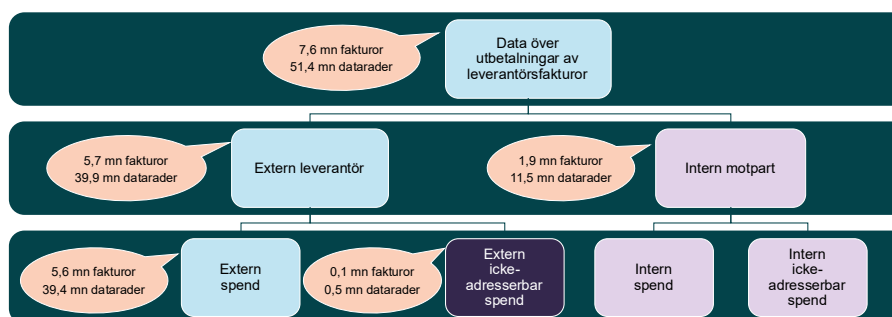 7,6 mn fakturor
51,4 mn datarader
Data över
utbetalningar av
leverantörsfakturor
5,7 mn fakturor
39,9 mn datarader
Extern leverantör
1,9 mn fakturor
11,5 mn datarader
Intern motpart
5,6 mn fakturor
39,4 mn datarader
Extern
spend
0,1 mn fakturor
0,5 mn datarader
Extern
icke-
adresserbar
spend
Intern
spend
Intern
icke-
adresserbar
spend